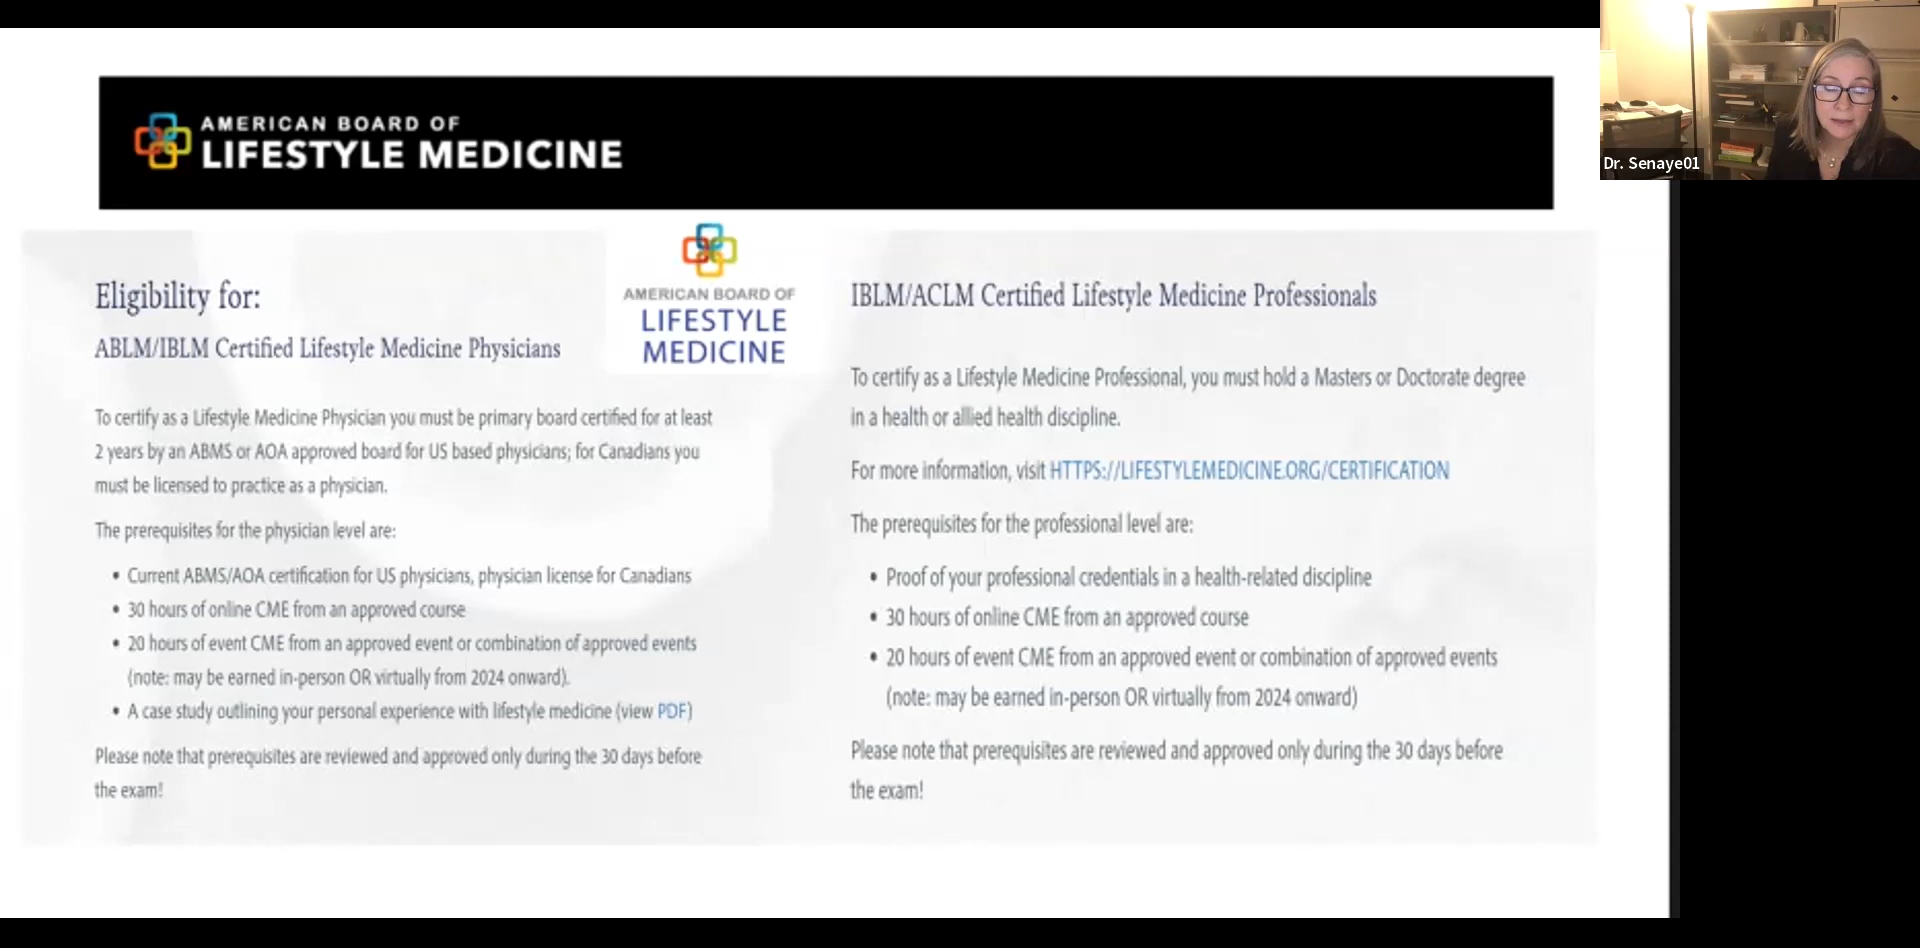 AMERICAN BOARD OF
LIFESTYLE MEDICINE
Dr. Senaye01
AMERICAN BOARD OF
LIFESTYLE
MEDICINE
Eligibility for:
ABLM/IBLM Certified Lifestyle Medicine Physicians
To certify as a Lifestyle Medicine Physician you must be primary board certified for at least
2 years by an ABMS or AOA approved board for US based physicians; for Canadians you
must be licensed to practice as a physician.
The prerequisites for the physician level are:
• Current ABMS/AOA certification for US physicians, physician license for Canadians
• 30 hours of online CME from an approved course
• 20 hours of event CME from an approved event or combination of approved events
(note: may be earned in-person OR virtually from 2024 onward).
• A case study outlining your personal experience with lifestyle medicine (view PDF)
Please note that prerequisites are reviewed and approved only during the 30 days before
the exam!
IBLM/ACLM Certified Lifestyle Medicine Professionals
To certify as a Lifestyle Medicine Professional, you must hold a Masters or Doctorate degree
in a health or allied health discipline.
For more information, visit HTTPS://LIFESTYLEMEDICINE.ORG/CERTIFICATION
The prerequisites for the professional level are:
• Proof of your professional credentials in a health-related discipline
• 30 hours of online CME from an approved course
• 20 hours of event CME from an approved event or combination of approved events
(note: may be earned in-person OR virtually from 2024 onward)
Please note that prerequisites are reviewed and approved only during the 30 days before
the exam!